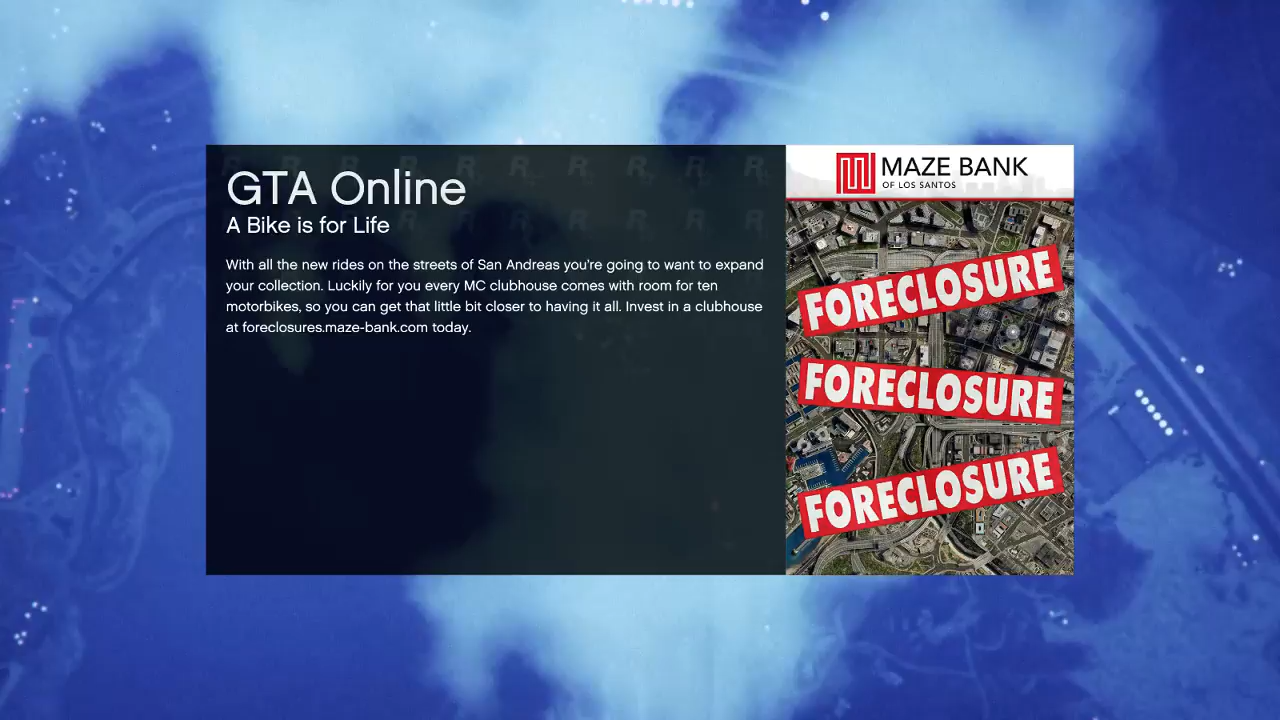 GTA Online
A Bike is for Life
With all the new rides on the streets of San Andreas you're going to want to expand
your collection. Luckily for you every MC clubhouse comes with room for ten
motorbikes, so you can get that little bit closer to having it all. Invest in a clubhouse
at foreclosures.maze-bank.com today.
MAZE BANK
OF LOS SANTOS
FORECLOSURE
FORECLOSURE
FORECLOSURE